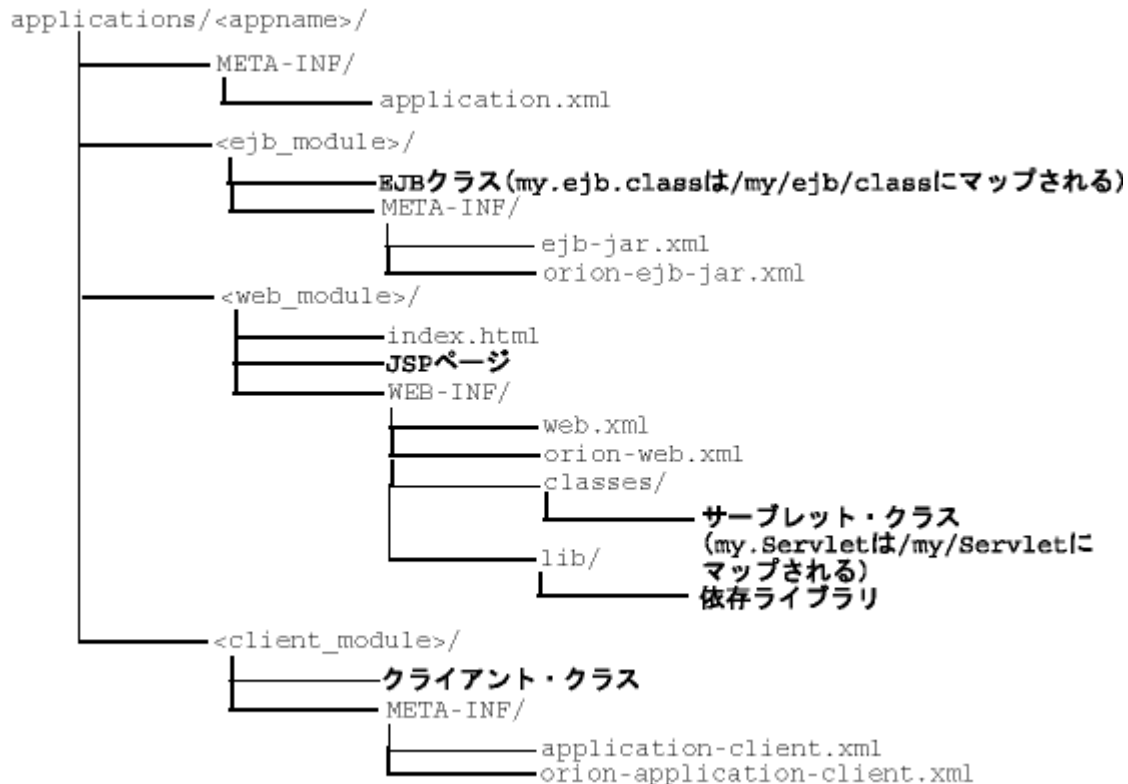 applications/<appname>/
META-INF/
application.xml
<ejb_module>/
EJBクラス(my.ejb.classは/my/ejb/classにマップされる)
META-INF/
ejb-jar.xml
orion-ejb-jar.xml
<web_module>/
index.html
JSPページ
WEB-INF/
web.xml
orion-web.xml
classes/
サーブレット・クラス
(my.Servletは/my/Servletに
マップされる)
lib/
依存ライブラリ
<client_module>/
クライアント・クラス
META-INF/
application-client.xml
orion-application-client.xml